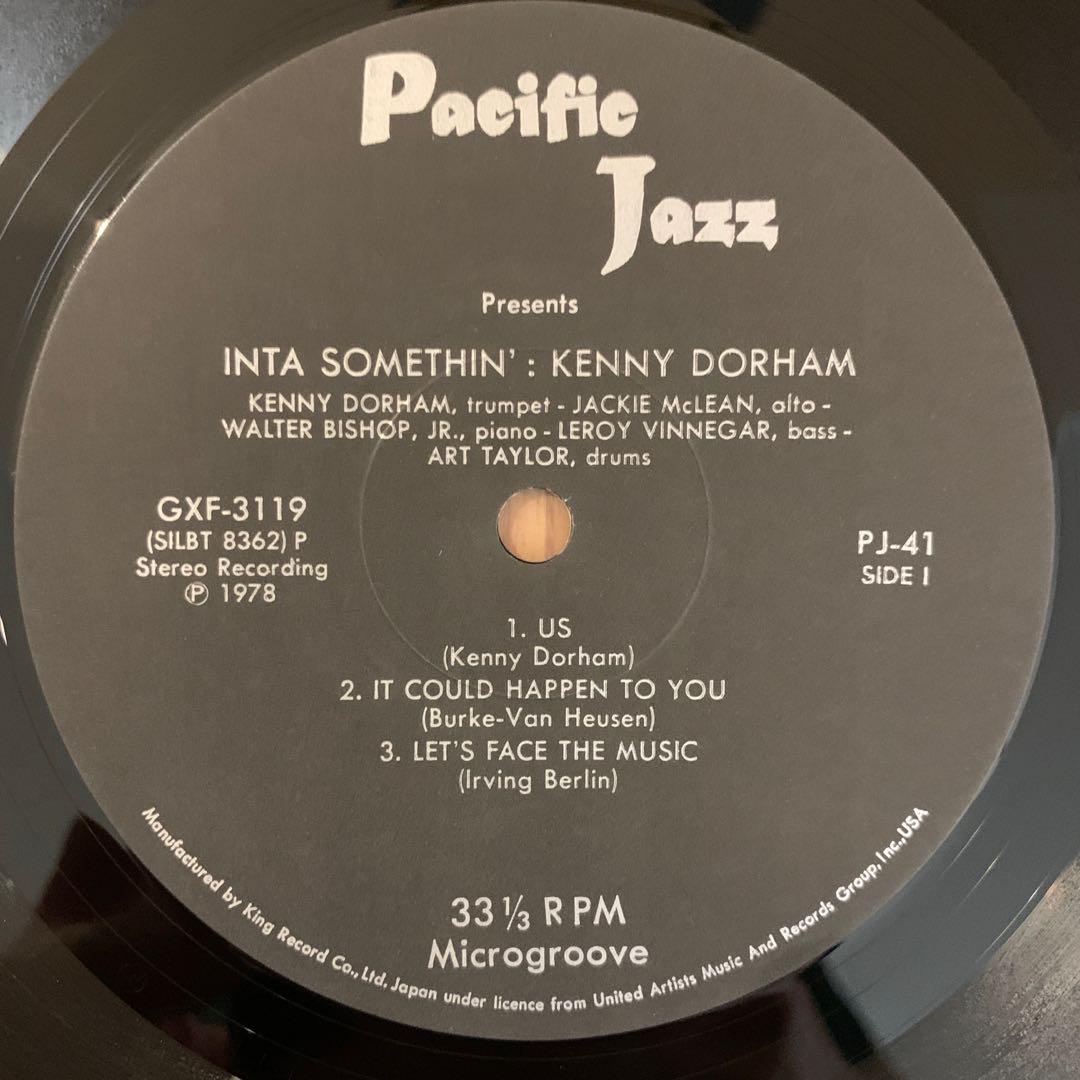 Pacific
Jazz
Presents
INTA SOMETHIN' : KENNY DORHAM
KENNY DORHAM, trumpet - JACKIE McLEAN, alto -
WALTER BISHOP, JR., piano - LEROY VINNEGAR, bass -
ART TAYLOR, drums
GXF-3119
(SILBT 8362) P
Stereo Recording
℗ 1978
PJ-41
SIDE I
1. US
(Kenny Dorham)
2. IT COULD HAPPEN TO YOU
(Burke-Van Heusen)
3. LET'S FACE THE MUSIC
(Irving Berlin)
33 ⅓ RPM
Microgroove
Manufactured by King Record Co., Ltd, Japan under licence from United Artists Music And Records Group, Inc., USA